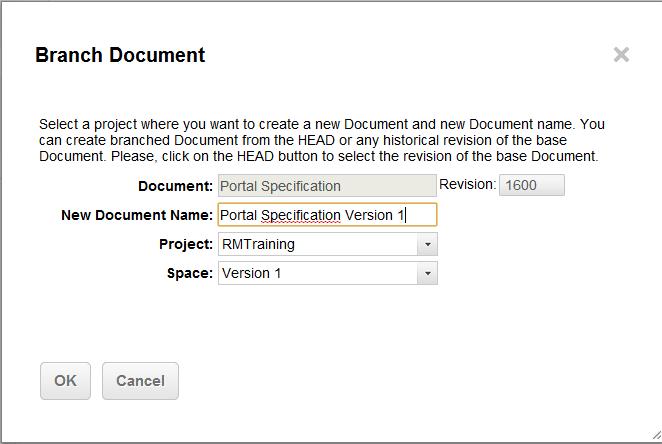 Branch Document
Select a project where you want to create a new Document and new Document name. You
can create branched Document from the HEAD or any historical revision of the base
Document. Please, click on the HEAD button to select the revision of the base Document.
Document: Portal Specification Revision: 1600
New Document Name: Portal Specification Version 1
Project: RMTraining
Space: Version 1
OK Cancel